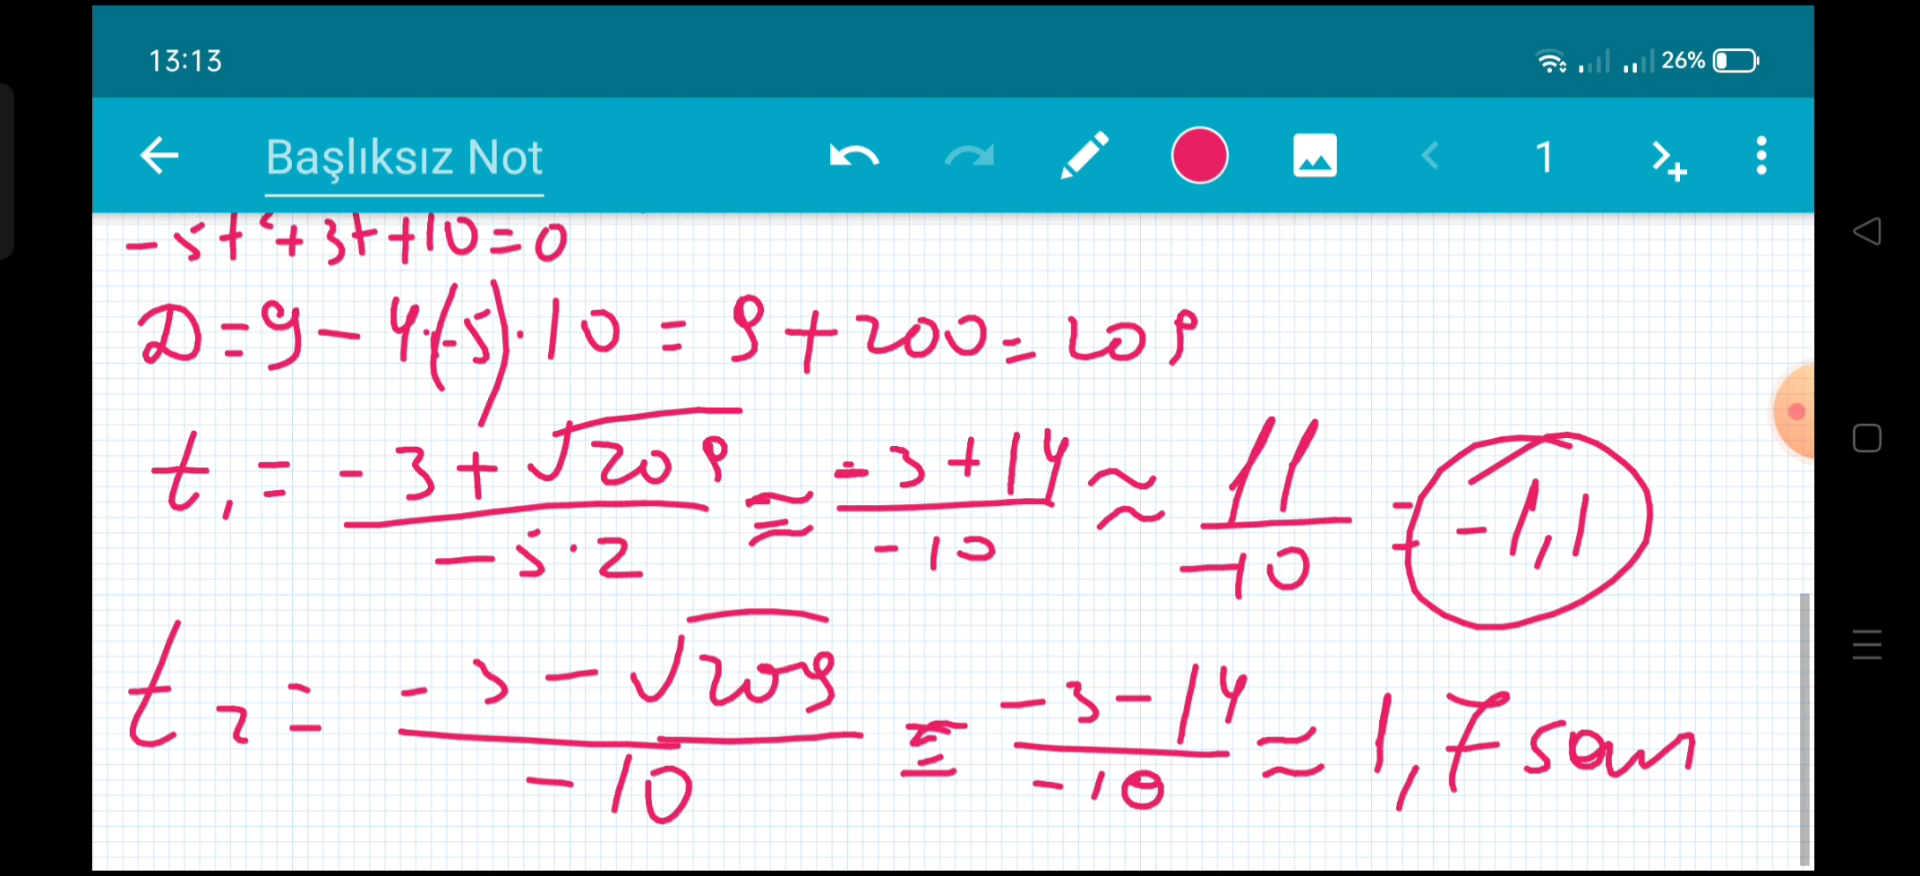 13:13 26%
Başlıksız Not 1
-5t²+3t+10=0
D=9-4·(-5)·10=9+200=209
t₁=(-3+√209)/(-5·2)≈(-3+14)/(-10)≈11/(-10)=-1,1
t₂=(-3-√209)/(-10)≈(-3-14)/(-10)≈1,7